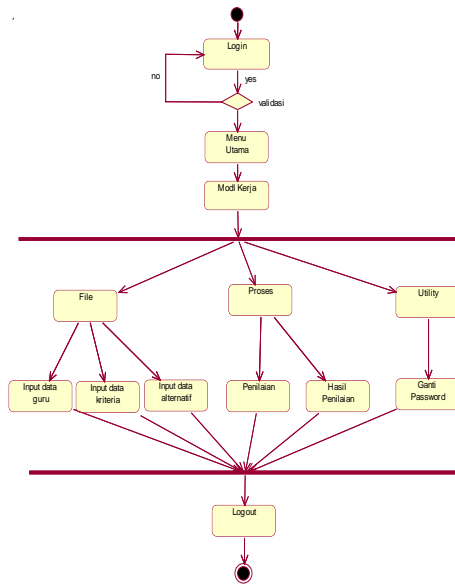 Login
no
yes
validasi
Menu
Utama
Modl Kerja
File
Proses
Utility
Input data
guru
Input data
kriteria
Input data
alternatif
Penilaian
Hasil
Penilaian
Ganti
Password
Logout